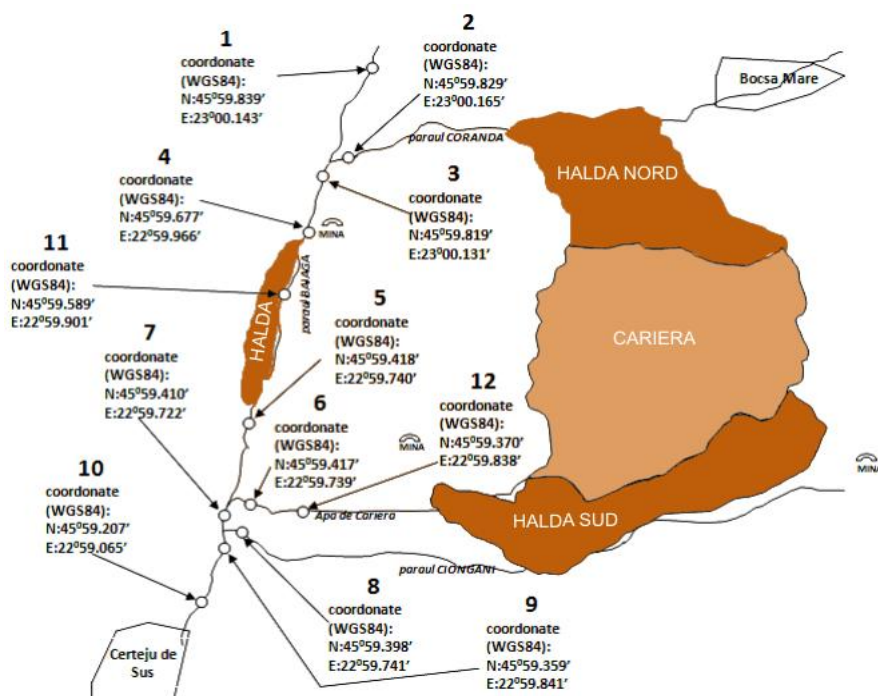 1
coordonate
(WGS84):
N:45⁰59.839’
E:23⁰00.143’
2
coordonate
(WGS84):
N:45⁰59.829’
E:23⁰00.165’
Bocsa Mare
paraul CORANDA
HALDA NORD
4
coordonate
(WGS84):
N:45⁰59.677’
E:22⁰59.966’
3
coordonate
(WGS84):
N:45⁰59.819’
E:23⁰00.131’
MINA
11
coordonate
(WGS84):
N:45⁰59.589’
E:22⁰59.901’
HALDA
paraul BAIAGA
CARIERA
5
coordonate
(WGS84):
N:45⁰59.418’
E:22⁰59.740’
7
coordonate
(WGS84):
N:45⁰59.410’
E:22⁰59.722’
12
coordonate
(WGS84):
N:45⁰59.370’
E:22⁰59.838’
6
coordonate
(WGS84):
N:45⁰59.417’
E:22⁰59.739’
MINA
MINA
10
coordonate
(WGS84):
N:45⁰59.207’
E:22⁰59.065’
Apa de Cariera
HALDA SUD
paraul CIONGANI
8
coordonate
(WGS84):
N:45⁰59.398’
E:22⁰59.741’
9
coordonate
(WGS84):
N:45⁰59.359’
E:22⁰59.841’
Certeju de
Sus